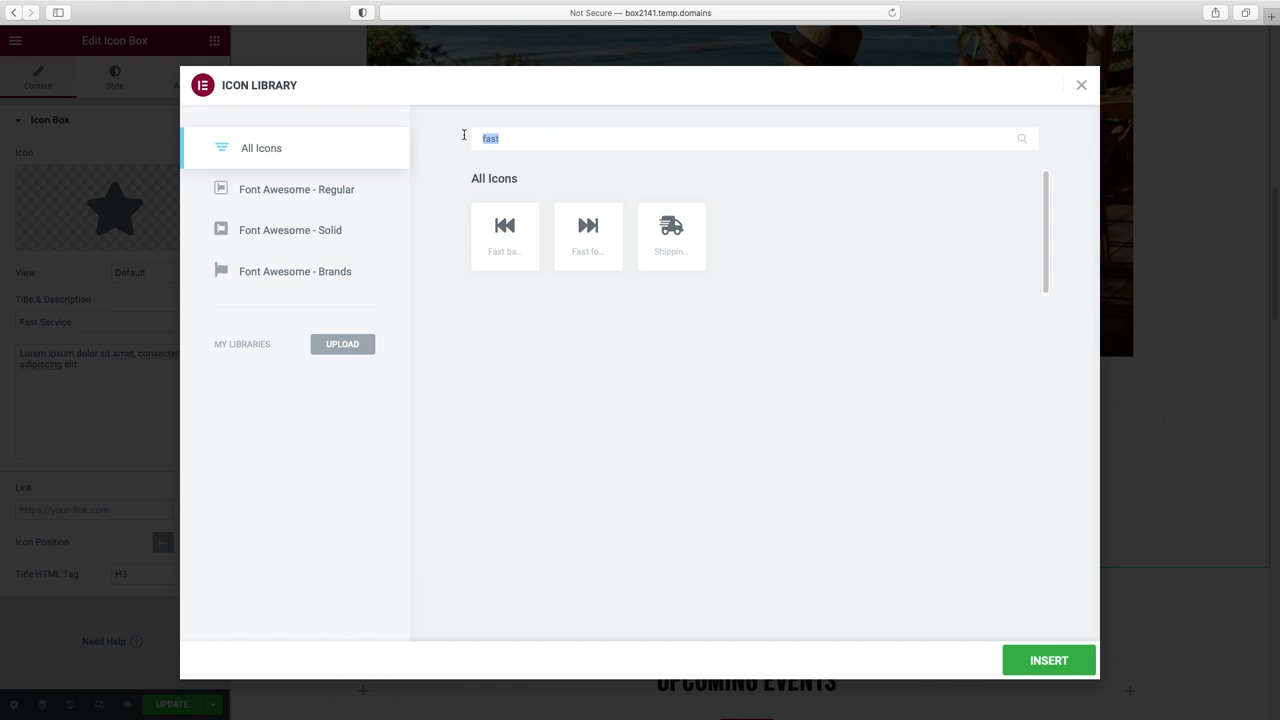 Not Secure — box2141.temp.domains
Edit Icon Box
Content
Style
A
Icon Box
Icon
View
Default
Title & Description
Fast Service
Lorem ipsum dolor sit amet, consectet
adipiscing elit.
Link
https://your-link.com
Icon Position
Title HTML Tag
H3
Need Help
UPDATE
ICON LIBRARY
All Icons
Font Awesome - Regular
Font Awesome - Solid
Font Awesome - Brands
MY LIBRARIES
UPLOAD
fast
All Icons
Fast ba...
Fast fo...
Shippin...
INSERT
UPCOMING EVENTS